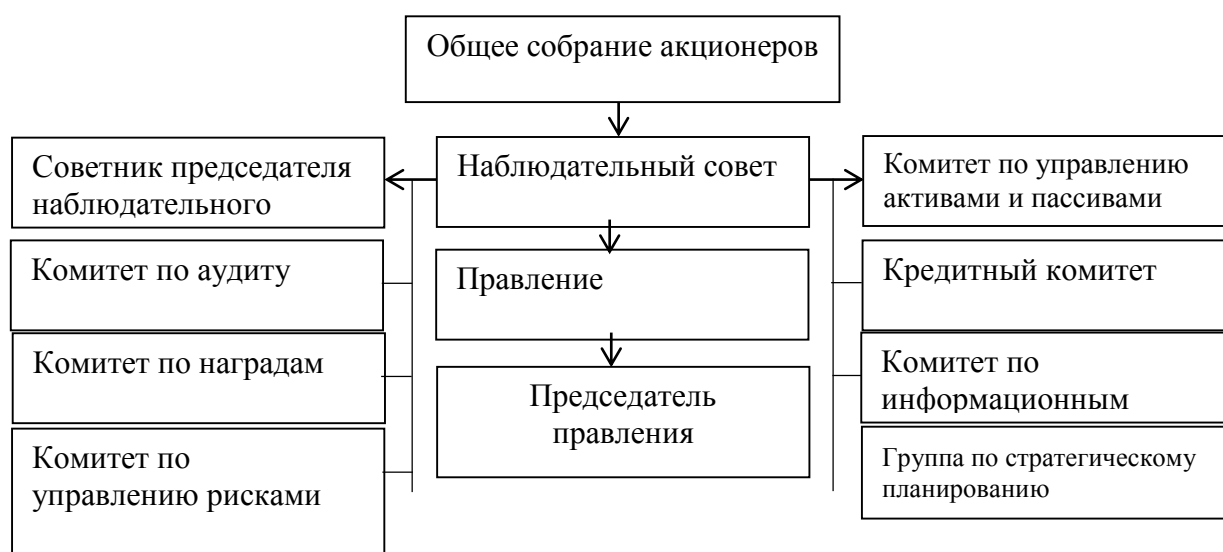 Общее собрание акционеров
Советник председателя
наблюдательного
Наблюдательный совет
Комитет по управлению
активами и пассивами
Комитет по аудиту
Правление
Кредитный комитет
Комитет по наградам
Председатель
правления
Комитет по
информационным
Комитет по
управлению рисками
Группа по стратегическому
планированию